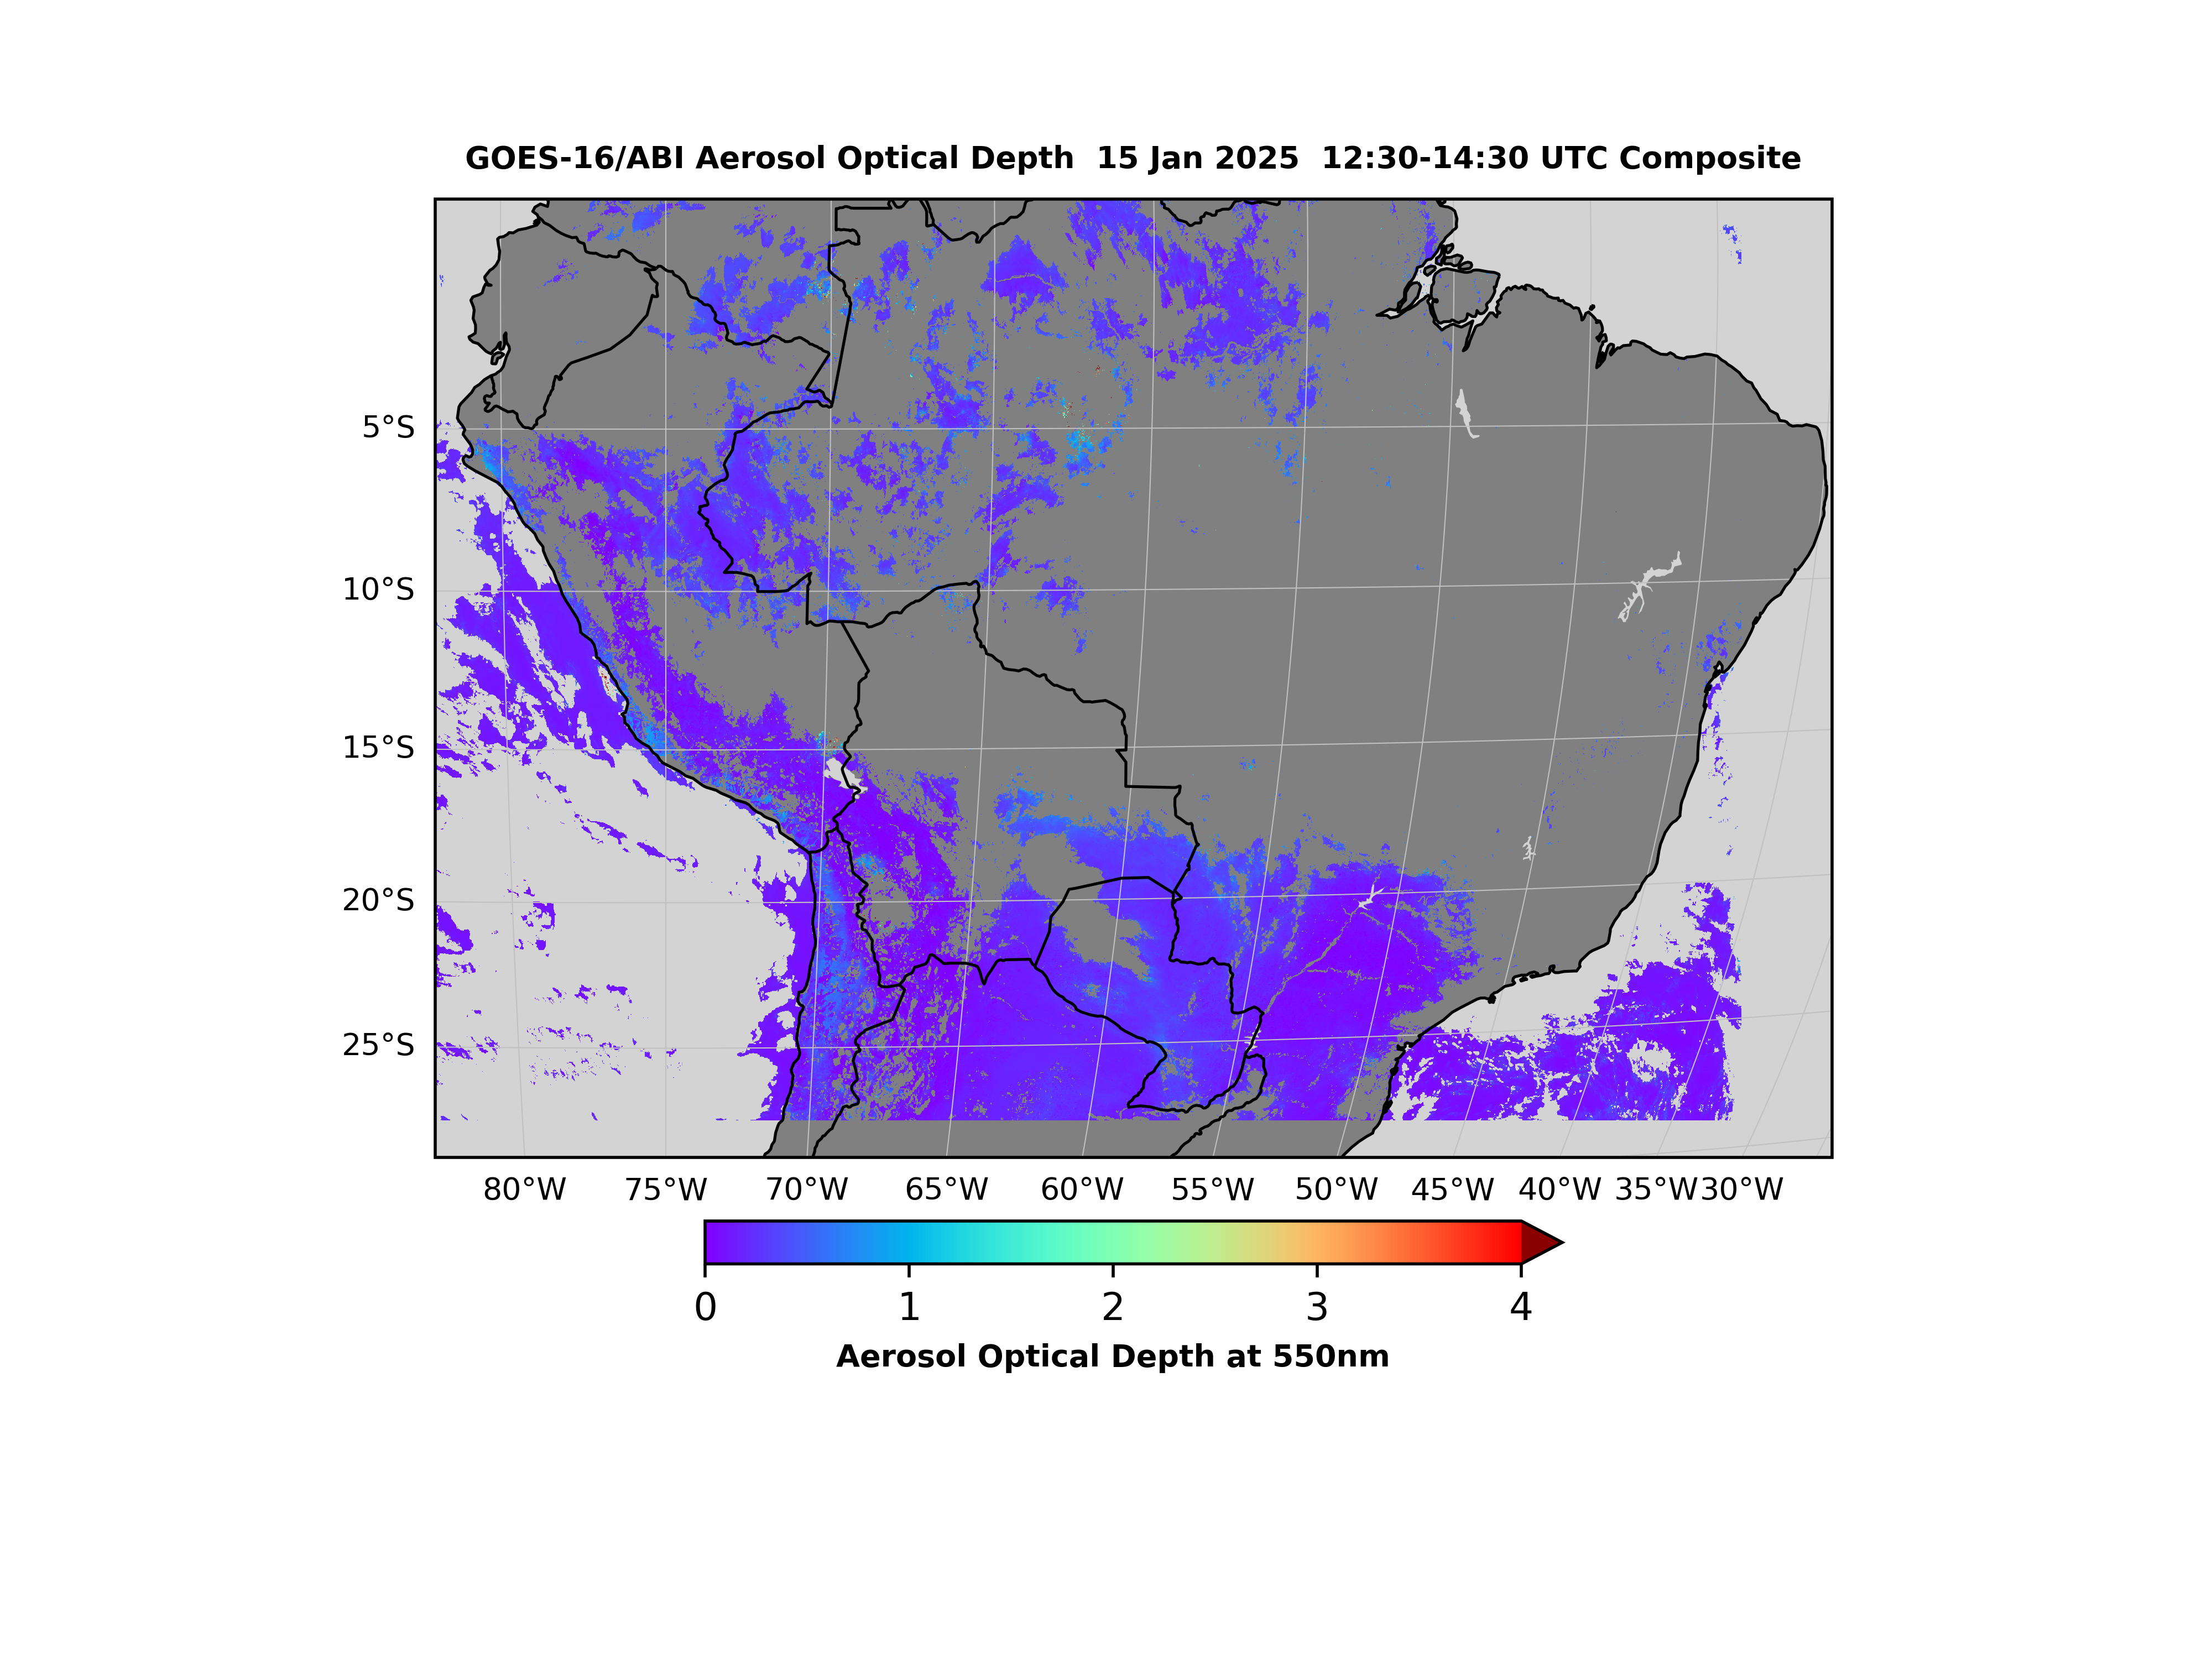 GOES-16/ABI Aerosol Optical Depth  15 Jan 2025  12:30-14:30 UTC Composite
5°S
10°S
15°S
20°S
25°S
80°W 75°W 70°W 65°W 60°W 55°W 50°W 45°W 40°W 35°W 30°W
0 1 2 3 4
Aerosol Optical Depth at 550nm